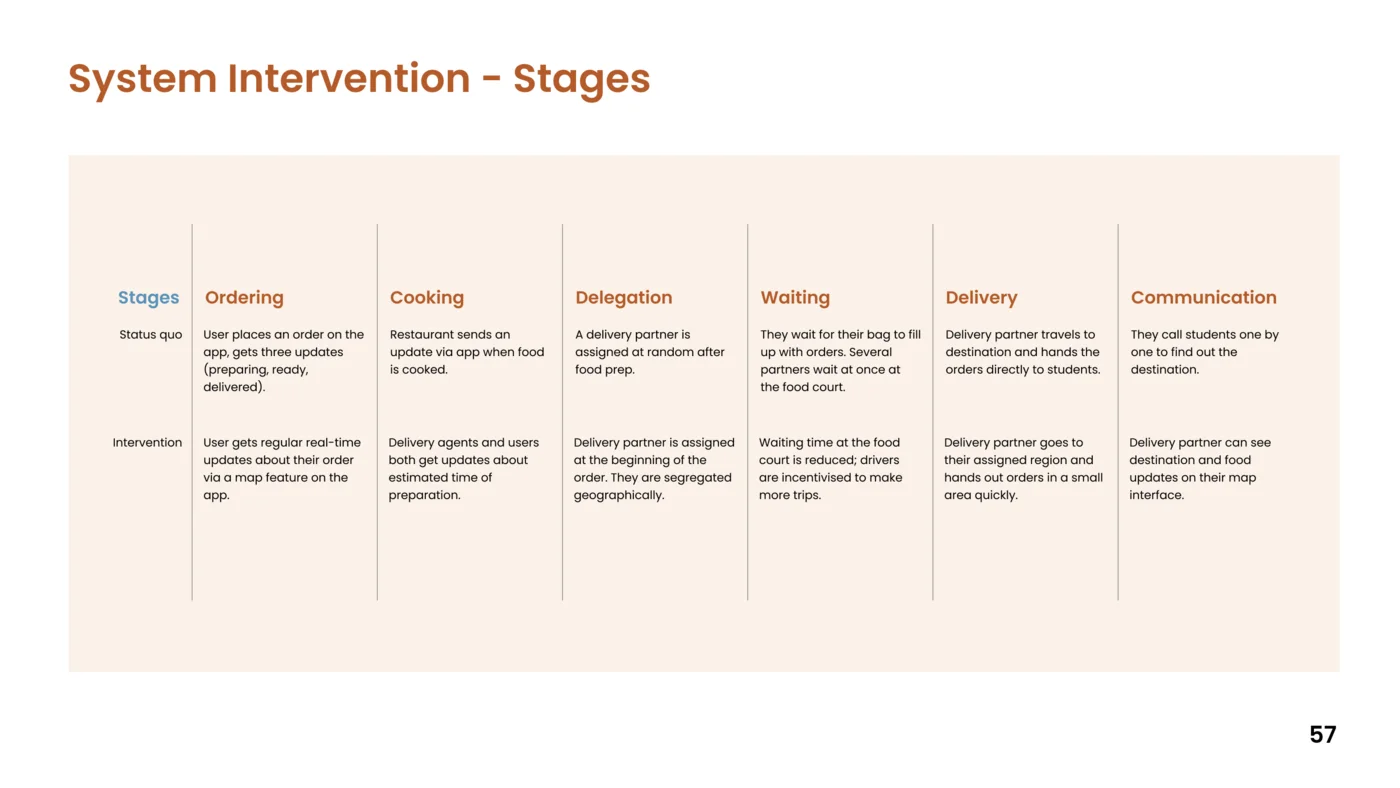 System Intervention - Stages
Stages
Ordering
Cooking
Delegation
Waiting
Delivery
Communication
Status quo
User places an order on the
app, gets three updates
(preparing, ready,
delivered).
Restaurant sends an
update via app when food
is cooked.
A delivery partner is
assigned at random after
food prep.
They wait for their bag to fill
up with orders. Several
partners wait at once at
the food court.
Delivery partner travels to
destination and hands the
orders directly to students.
They call students one by
one to find out the
destination.
Intervention
User gets regular real-time
updates about their order
via a map feature on the
app.
Delivery agents and users
both get updates about
estimated time of
preparation.
Delivery partner is assigned
at the beginning of the
order. They are segregated
geographically.
Waiting time at the food
court is reduced; drivers
are incentivised to make
more trips.
Delivery partner goes to
their assigned region and
hands out orders in a small
area quickly.
Delivery partner can see
destination and food
updates on their map
interface.
57